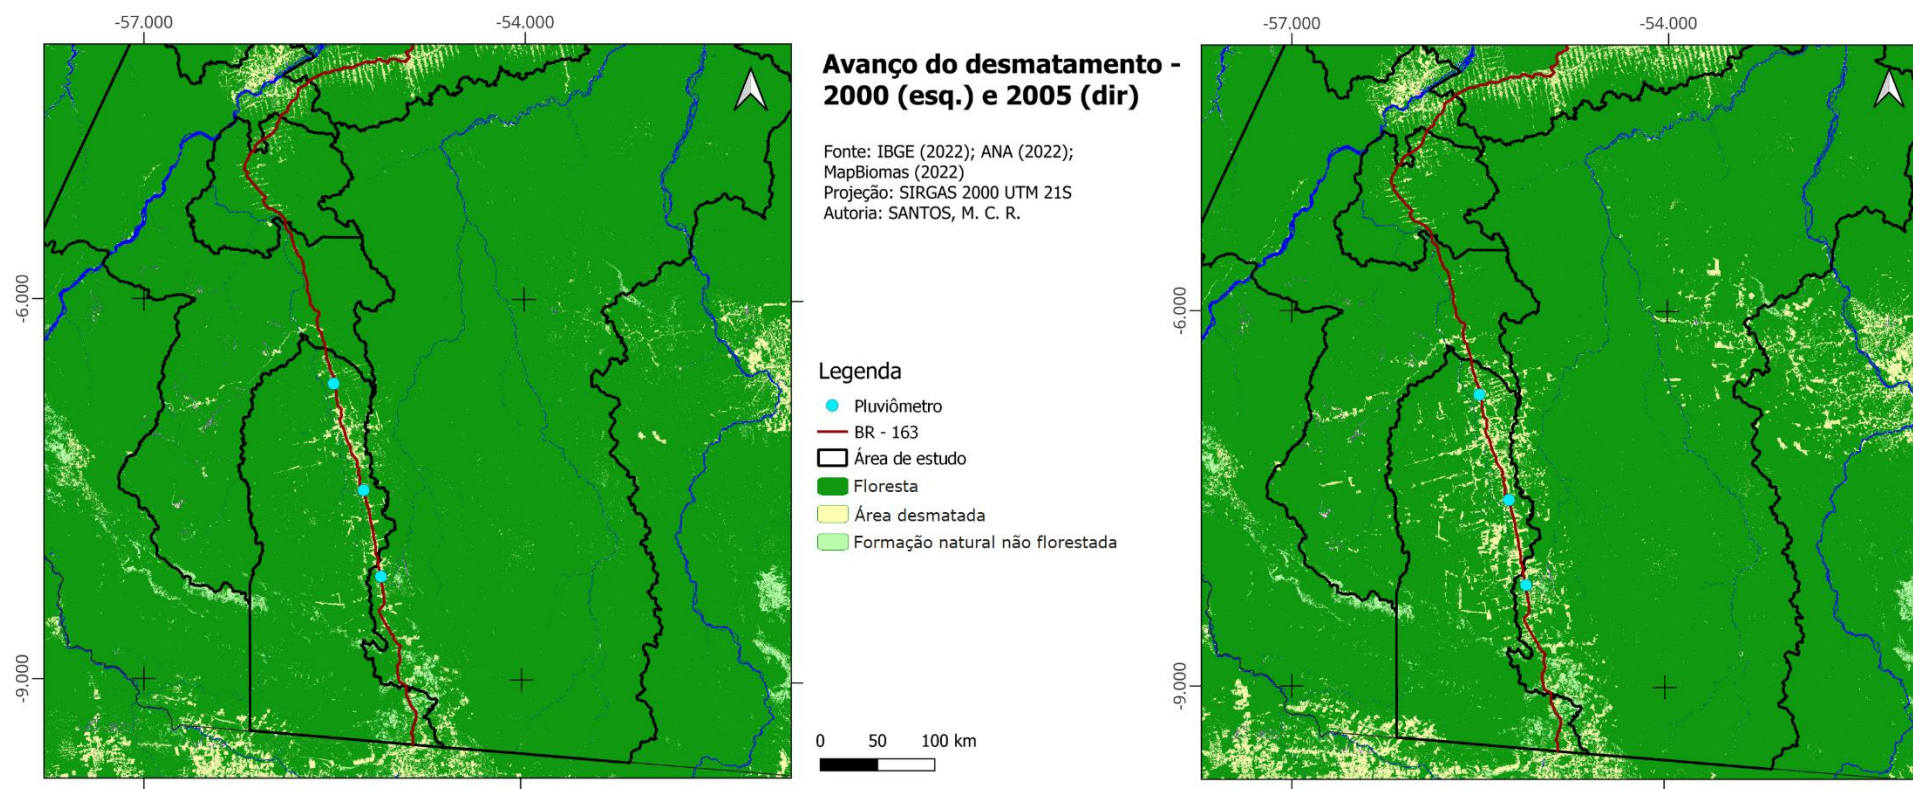 -57.000
-54.000
-6.000
-9.000
Avanço do desmatamento -
2000 (esq.) e 2005 (dir)
Fonte: IBGE (2022); ANA (2022);
MapBiomas (2022)
Projeção: SIRGAS 2000 UTM 21S
Autoria: SANTOS, M. C. R.
Legenda
Pluviômetro
BR - 163
Área de estudo
Floresta
Área desmatada
Formação natural não florestada
0 50 100 km
-57.000
-54.000
-6.000
-9.000